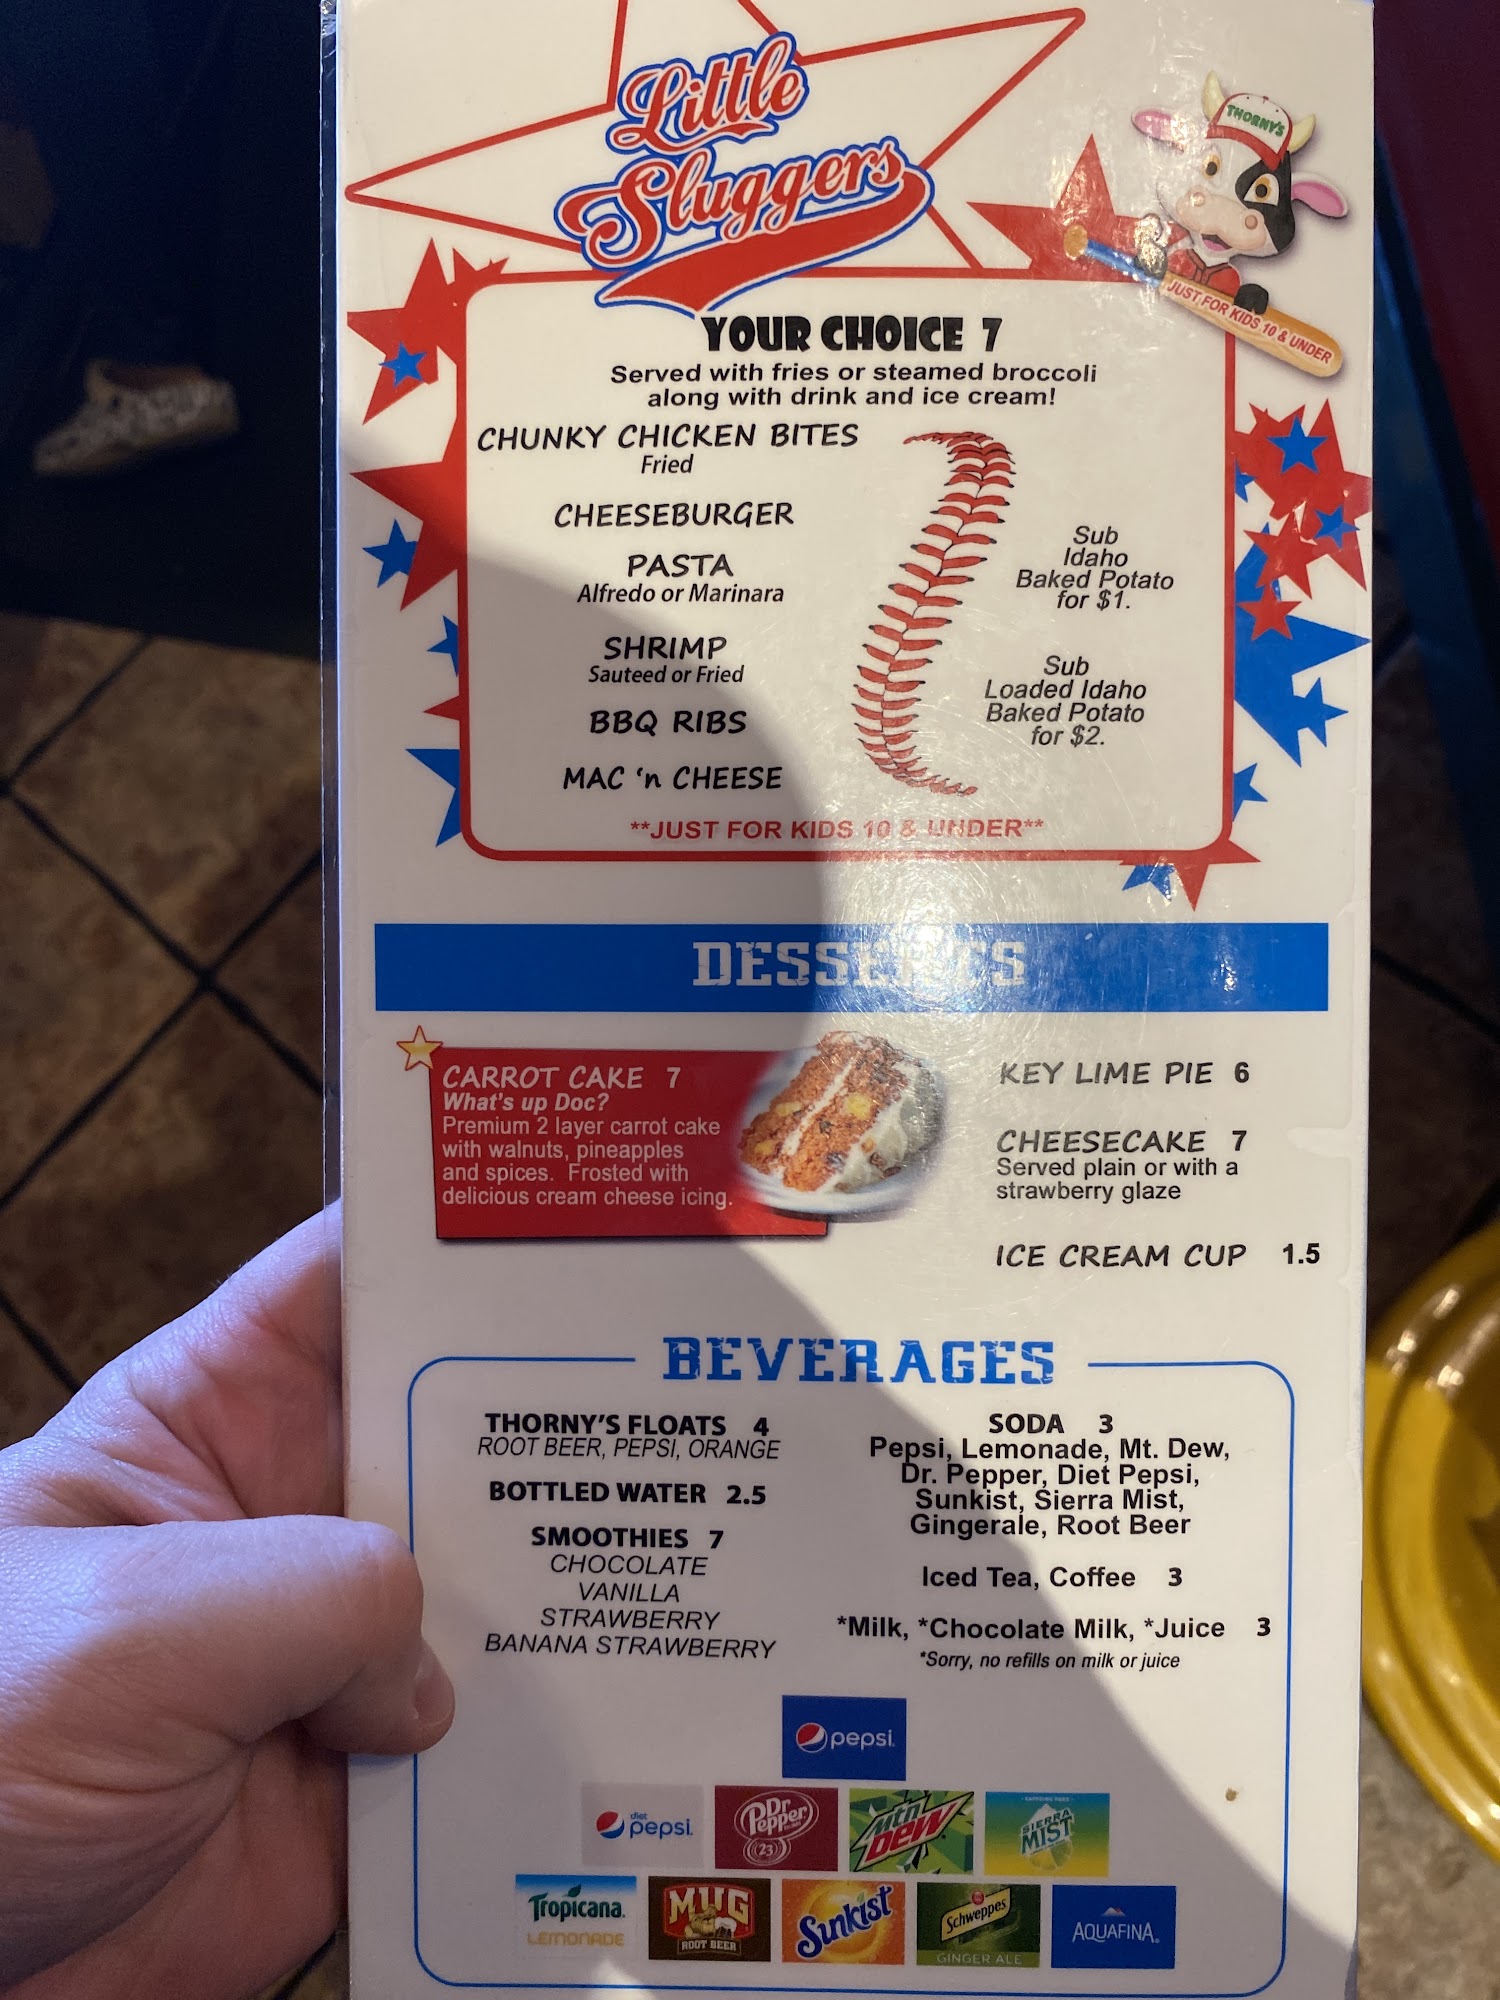 Little
Sluggers
THORNY'S
JUST FOR KIDS 10 & UNDER
YOUR CHOICE 7
Served with fries or steamed broccoli
along with drink and ice cream!
CHUNKY CHICKEN BITES
Fried
CHEESEBURGER
PASTA
Alfredo or Marinara
SHRIMP
Sauteed or Fried
BBQ RIBS
MAC 'n CHEESE
Sub
Idaho
Baked Potato
for $1.
Sub
Loaded Idaho
Baked Potato
for $2.
**JUST FOR KIDS 10 & UNDER**
DESSERTS
CARROT CAKE 7
What's up Doc?
Premium 2 layer carrot cake
with walnuts, pineapples
and spices. Frosted with
delicious cream cheese icing.
KEY LIME PIE 6
CHEESECAKE 7
Served plain or with a
strawberry glaze
ICE CREAM CUP 1.5
BEVERAGES
THORNY'S FLOATS 4
ROOT BEER, PEPSI, ORANGE
BOTTLED WATER 2.5
SMOOTHIES 7
CHOCOLATE
VANILLA
STRAWBERRY
BANANA STRAWBERRY
SODA 3
Pepsi, Lemonade, Mt. Dew,
Dr. Pepper, Diet Pepsi,
Sunkist, Sierra Mist,
Gingerale, Root Beer
Iced Tea, Coffee 3
*Milk, *Chocolate Milk, *Juice 3
*Sorry, no refills on milk or juice
pepsi
diet
pepsi
Dr
Pepper
23
mtn
DEW
SIERRA
MIST
Tropicana
LEMONADE
MUG
ROOT BEER
Sunkist
Schweppes
GINGER ALE
AQUAFINA